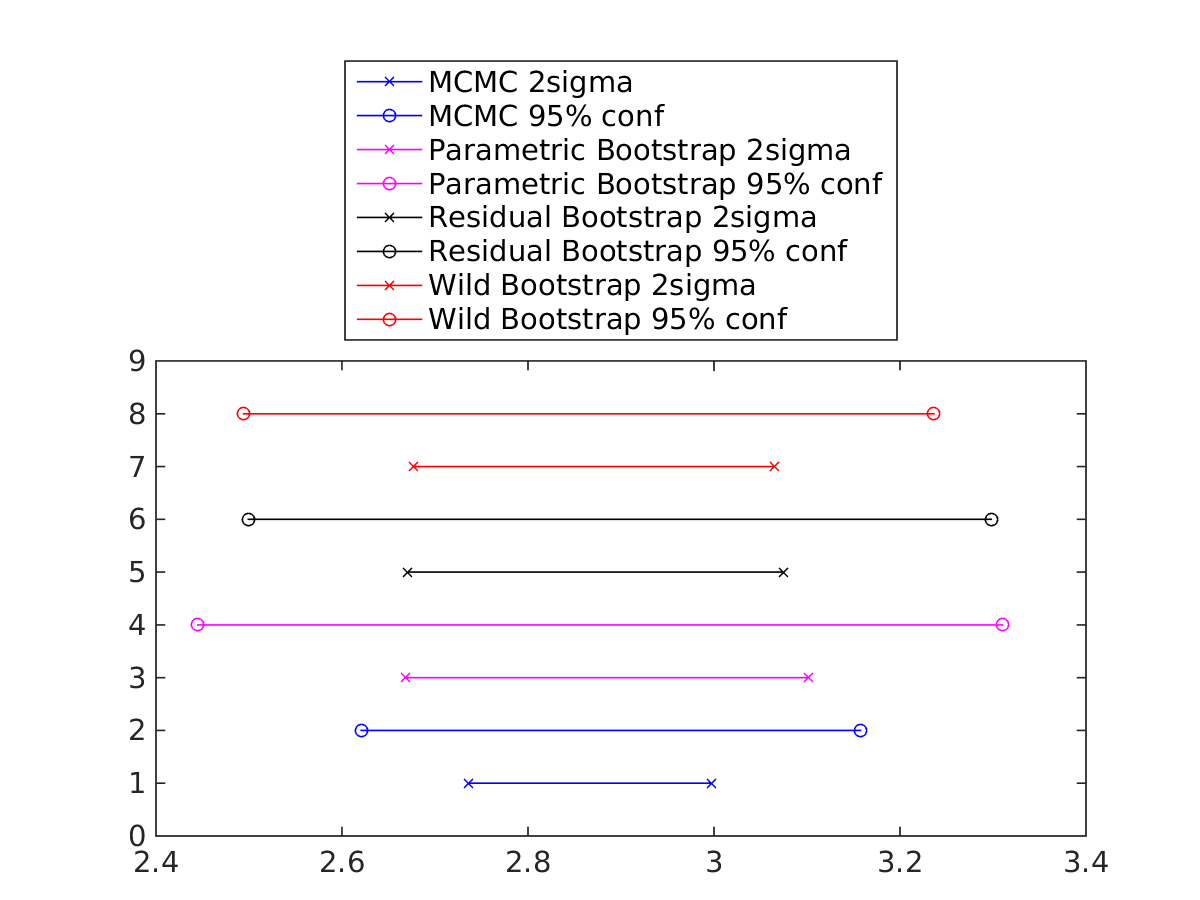 MCMC 2sigma
MCMC 95% conf
Parametric Bootstrap 2sigma
Parametric Bootstrap 95% conf
Residual Bootstrap 2sigma
Residual Bootstrap 95% conf
Wild Bootstrap 2sigma
Wild Bootstrap 95% conf
9
8
7
6
5
4
3
2
1
0
2.4 2.6 2.8 3 3.2 3.4